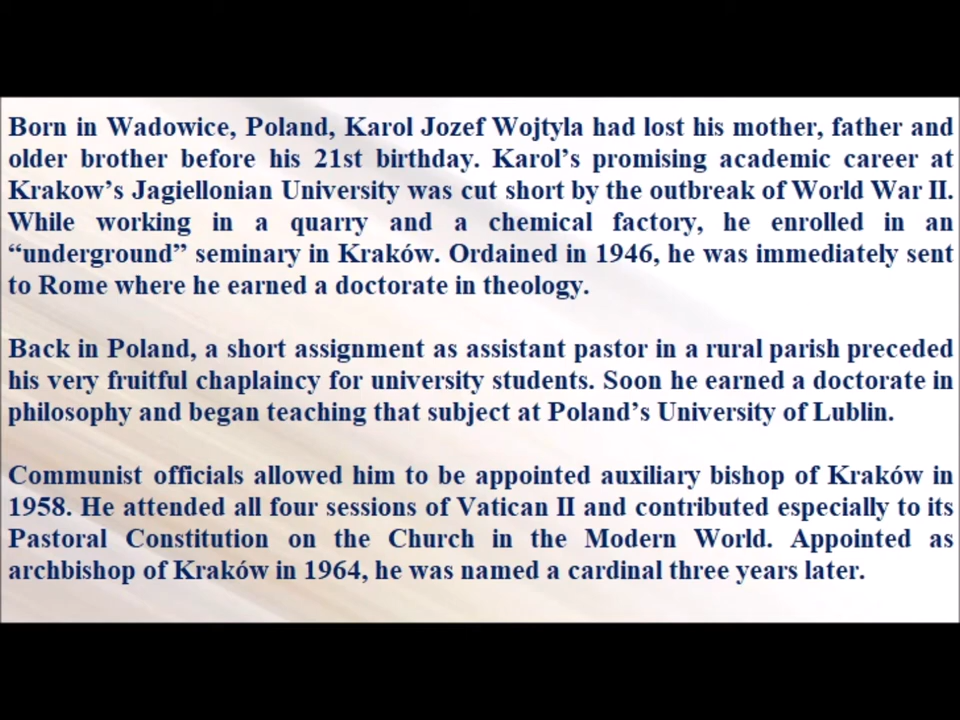 Born in Wadowice, Poland, Karol Jozef Wojtyla had lost his mother, father and
older brother before his 21st birthday. Karol’s promising academic career at
Krakow’s Jagiellonian University was cut short by the outbreak of World War II.
While working in a quarry and a chemical factory, he enrolled in an
“underground” seminary in Kraków. Ordained in 1946, he was immediately sent
to Rome where he earned a doctorate in theology.
Back in Poland, a short assignment as assistant pastor in a rural parish preceded
his very fruitful chaplaincy for university students. Soon he earned a doctorate in
philosophy and began teaching that subject at Poland’s University of Lublin.
Communist officials allowed him to be appointed auxiliary bishop of Kraków in
1958. He attended all four sessions of Vatican II and contributed especially to its
Pastoral Constitution on the Church in the Modern World. Appointed as
archbishop of Kraków in 1964, he was named a cardinal three years later.